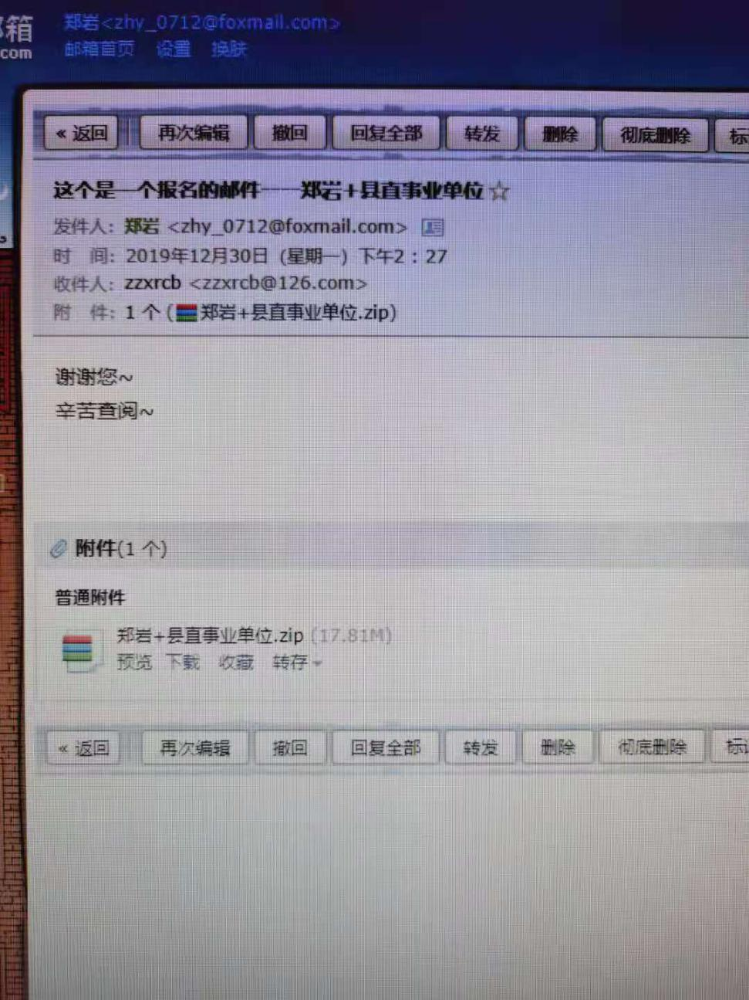 邮箱
.com
郑岩<zhy_0712@foxmail.com>
邮箱首页 设置 换肤
« 返回 再次编辑 撤回 回复全部 转发 删除 彻底删除 标
这个是一个报名的邮件——郑岩+县直事业单位☆
发件人：郑岩 <zhy_0712@foxmail.com>
时 间：2019年12月30日（星期一）下午2：27
收件人：zzxrcb <zzxrcb@126.com>
附 件：1 个 (郑岩+县直事业单位.zip)
谢谢您~
辛苦查阅~
附件(1 个)
普通附件
郑岩+县直事业单位.zip (17.81M)
预览 下载 收藏 转存
« 返回 再次编辑 撤回 回复全部 转发 删除 彻底删除 标